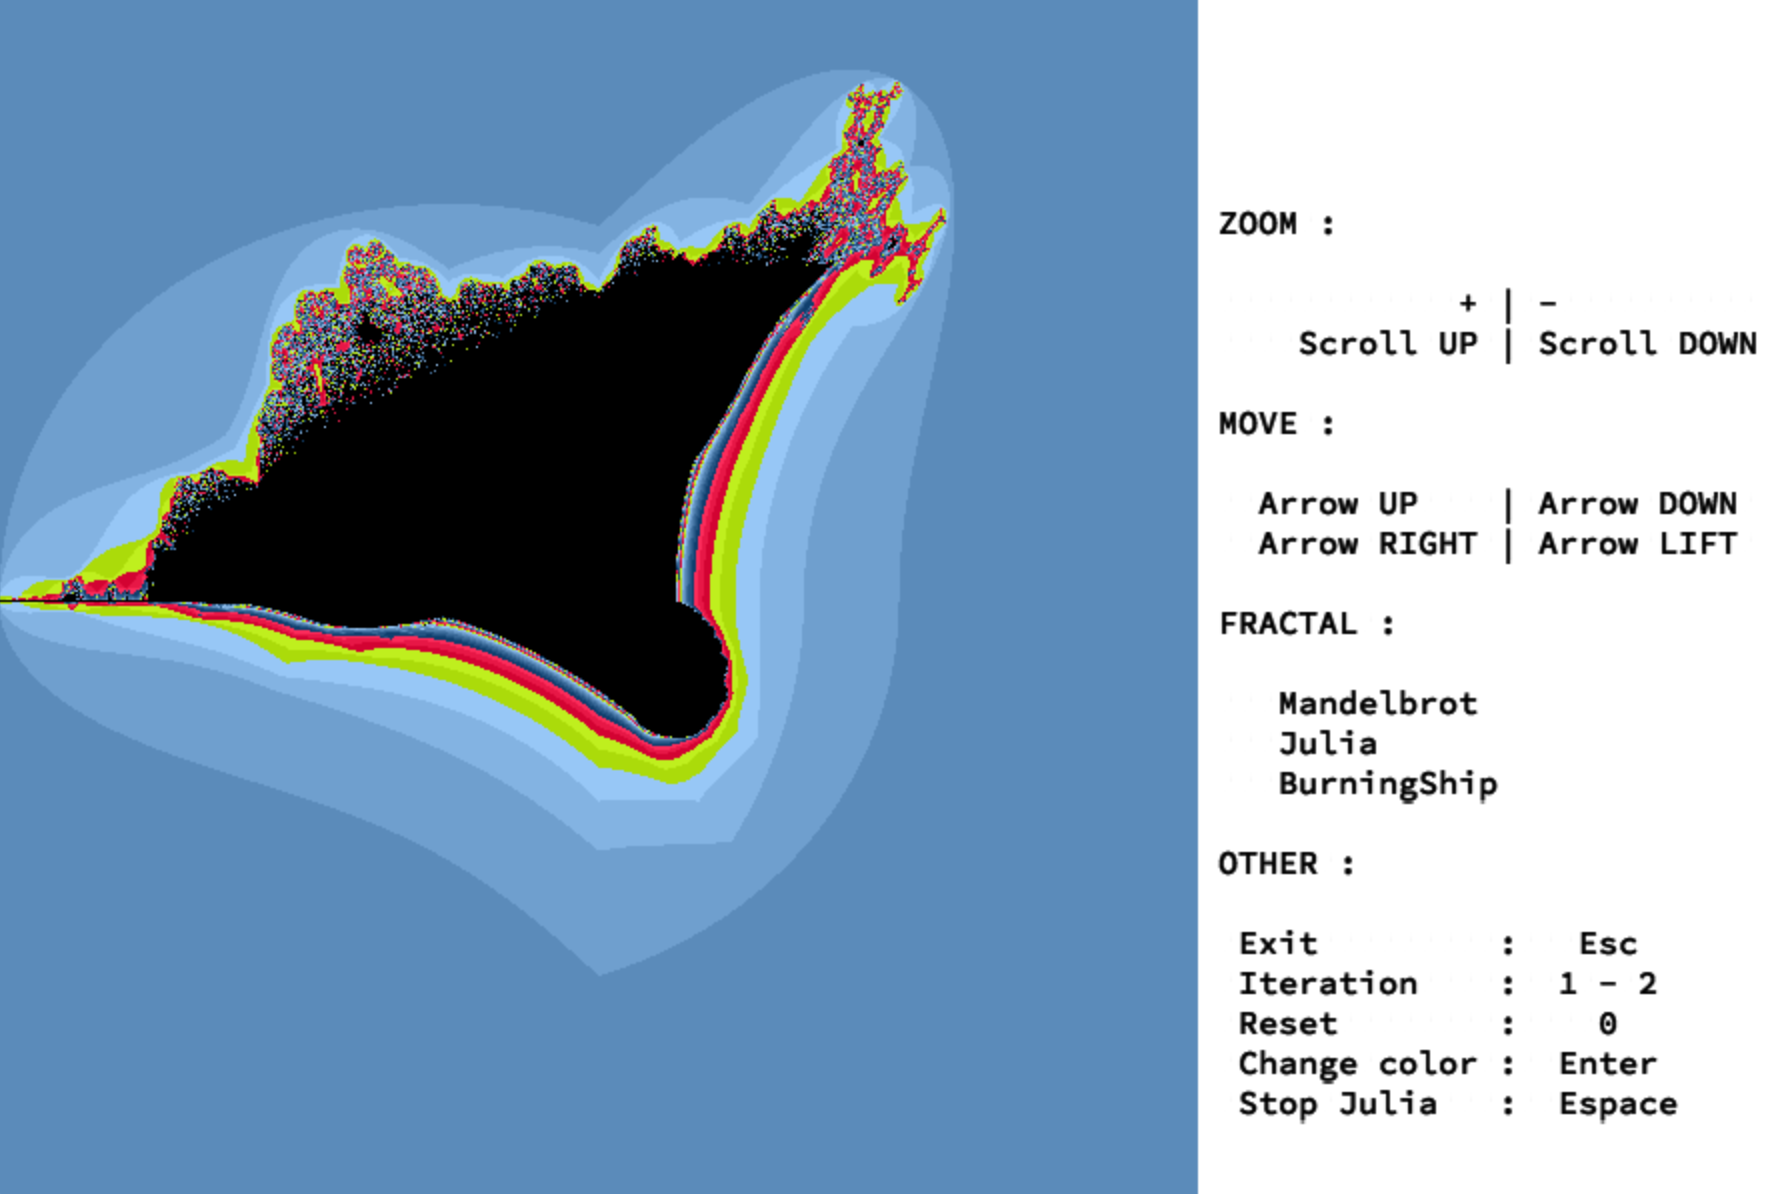 ZOOM :
+ | -
Scroll UP | Scroll DOWN
MOVE :
Arrow UP | Arrow DOWN
Arrow RIGHT | Arrow LIFT
FRACTAL :
Mandelbrot
Julia
BurningShip
OTHER :
Exit : Esc
Iteration : 1 - 2
Reset : 0
Change color : Enter
Stop Julia : Espace